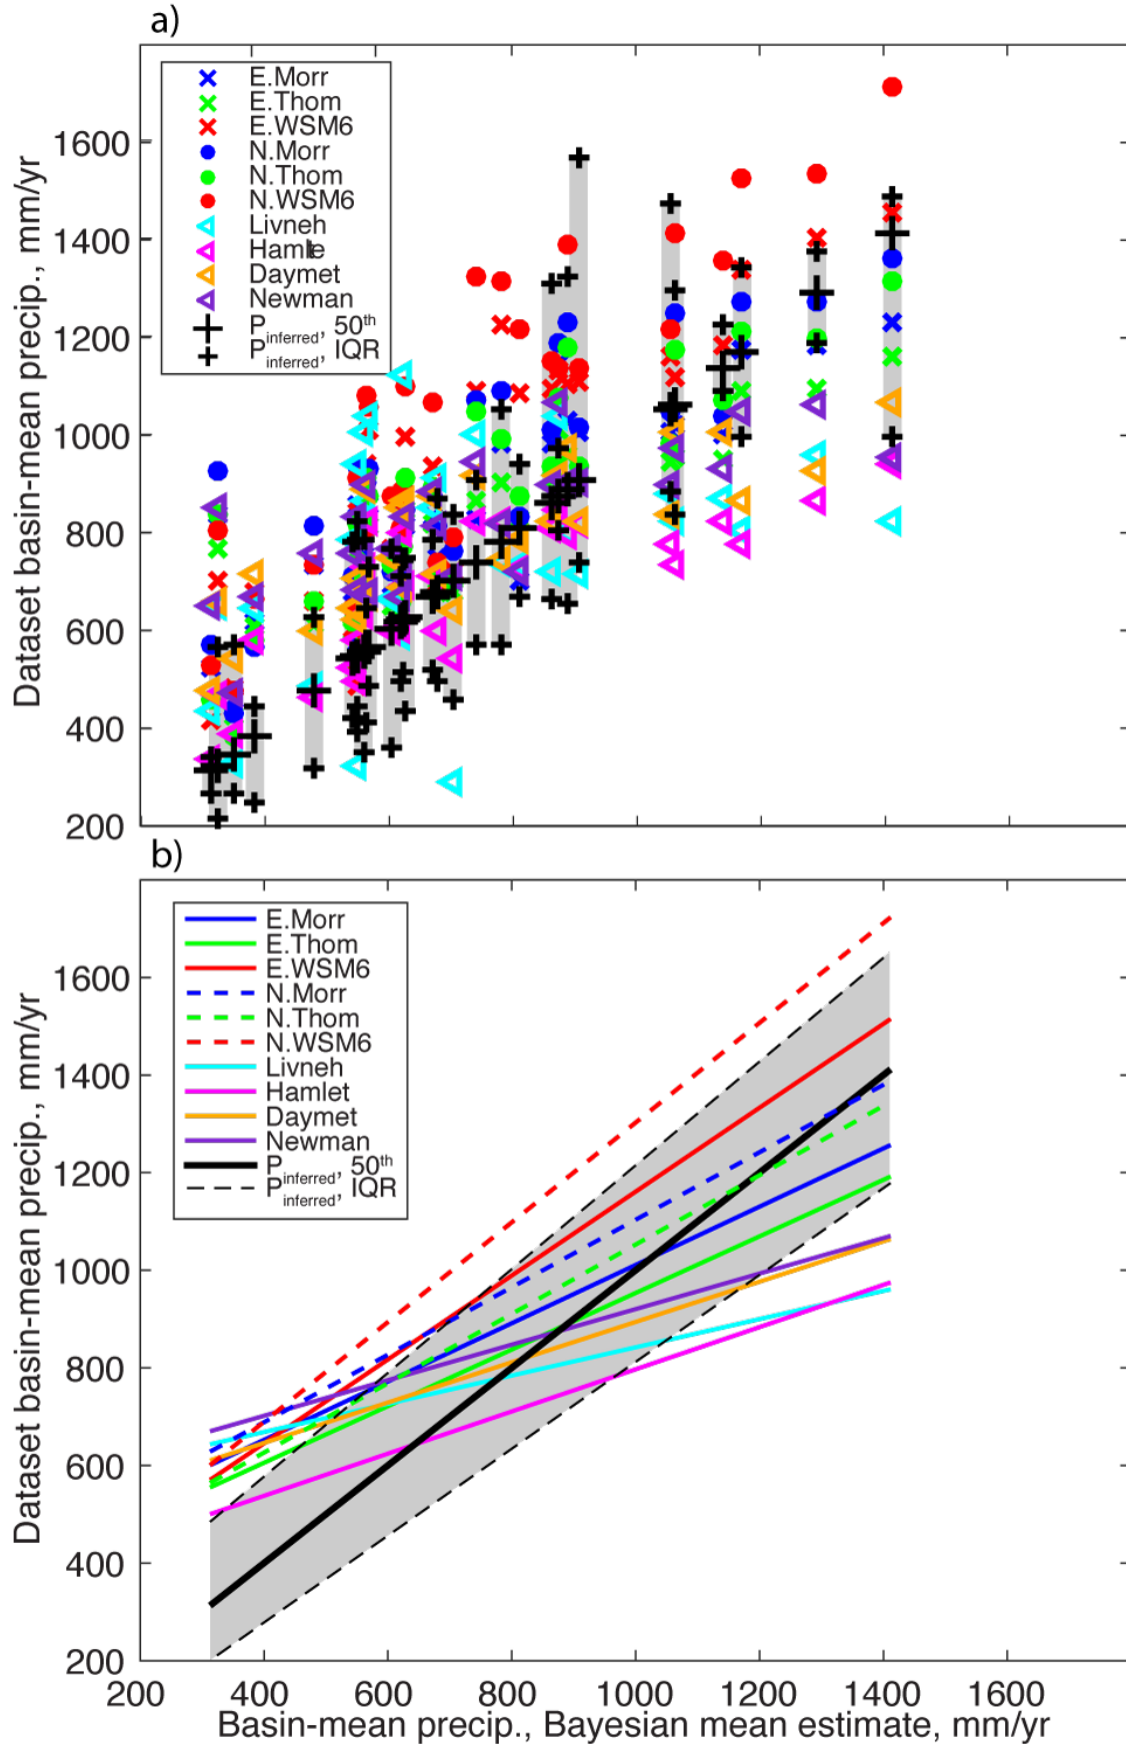 a)
Dataset basin-mean precip., mm/yr
1600
1400
1200
1000
800
600
400
200
E.Morr
E.Thom
E.WSM6
N.Morr
N.Thom
N.WSM6
Livneh
Hamlte
Daymet
Newman
Pinferred, 50th
Pinferred, IQR
b)
Dataset basin-mean precip., mm/yr
1600
1400
1200
1000
800
600
400
200
E.Morr
E.Thom
E.WSM6
N.Morr
N.Thom
N.WSM6
Livneh
Hamlet
Daymet
Newman
Pinferred, 50th
Pinferred, IQR
200 400 600 800 1000 1200 1400 1600
Basin-mean precip., Bayesian mean estimate, mm/yr